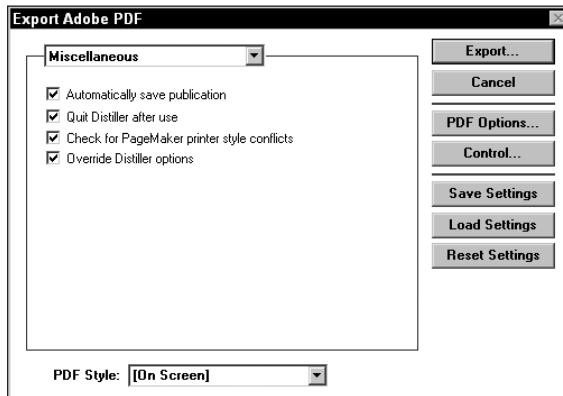 Export Adobe PDF
Miscellaneous
Automatically save publication
Quit Distiller after use
Check for PageMaker printer style conflicts
Override Distiller options
Export...
Cancel
PDF Options...
Control...
Save Settings
Load Settings
Reset Settings
PDF Style: [On Screen]